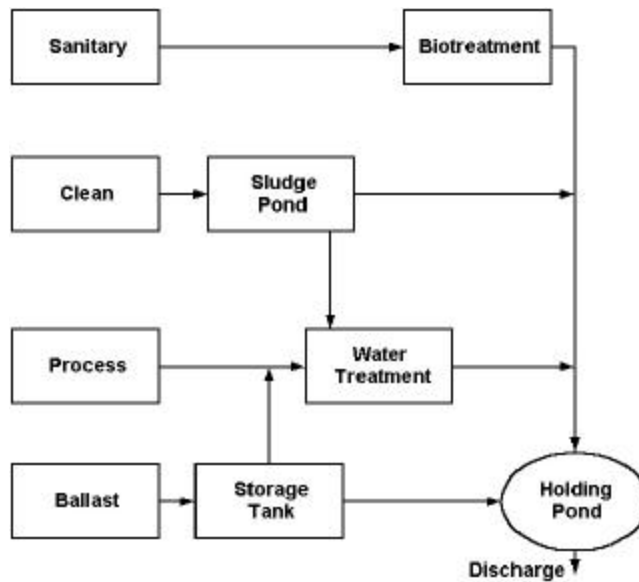 Sanitary
Biotreatment
Clean
Sludge
Pond
Process
Water
Treatment
Ballast
Storage
Tank
Holding
Pond
Discharge